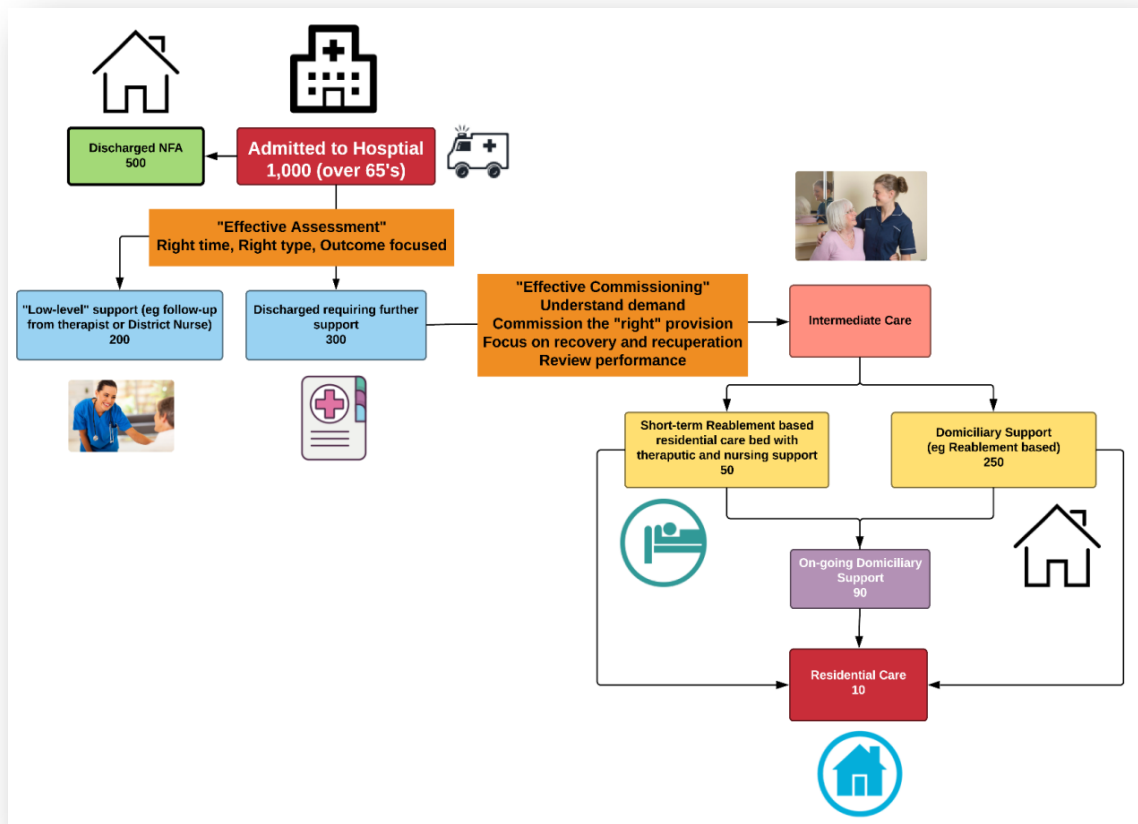 Discharged NFA
500
Admitted to Hosptial
1,000 (over 65's)
"Effective Assessment"
Right time, Right type, Outcome focused
"Low-level" support (eg follow-up
from therapist or District Nurse)
200
Discharged requiring further
support
300
"Effective Commissioning"
Understand demand
Commission the "right" provision
Focus on recovery and recuperation
Review performance
Intermediate Care
Short-term Reablement based
residential care bed with
theraputic and nursing support
50
Domiciliary Support
(eg Reablement based)
250
On-going Domiciliary
Support
90
Residential Care
10